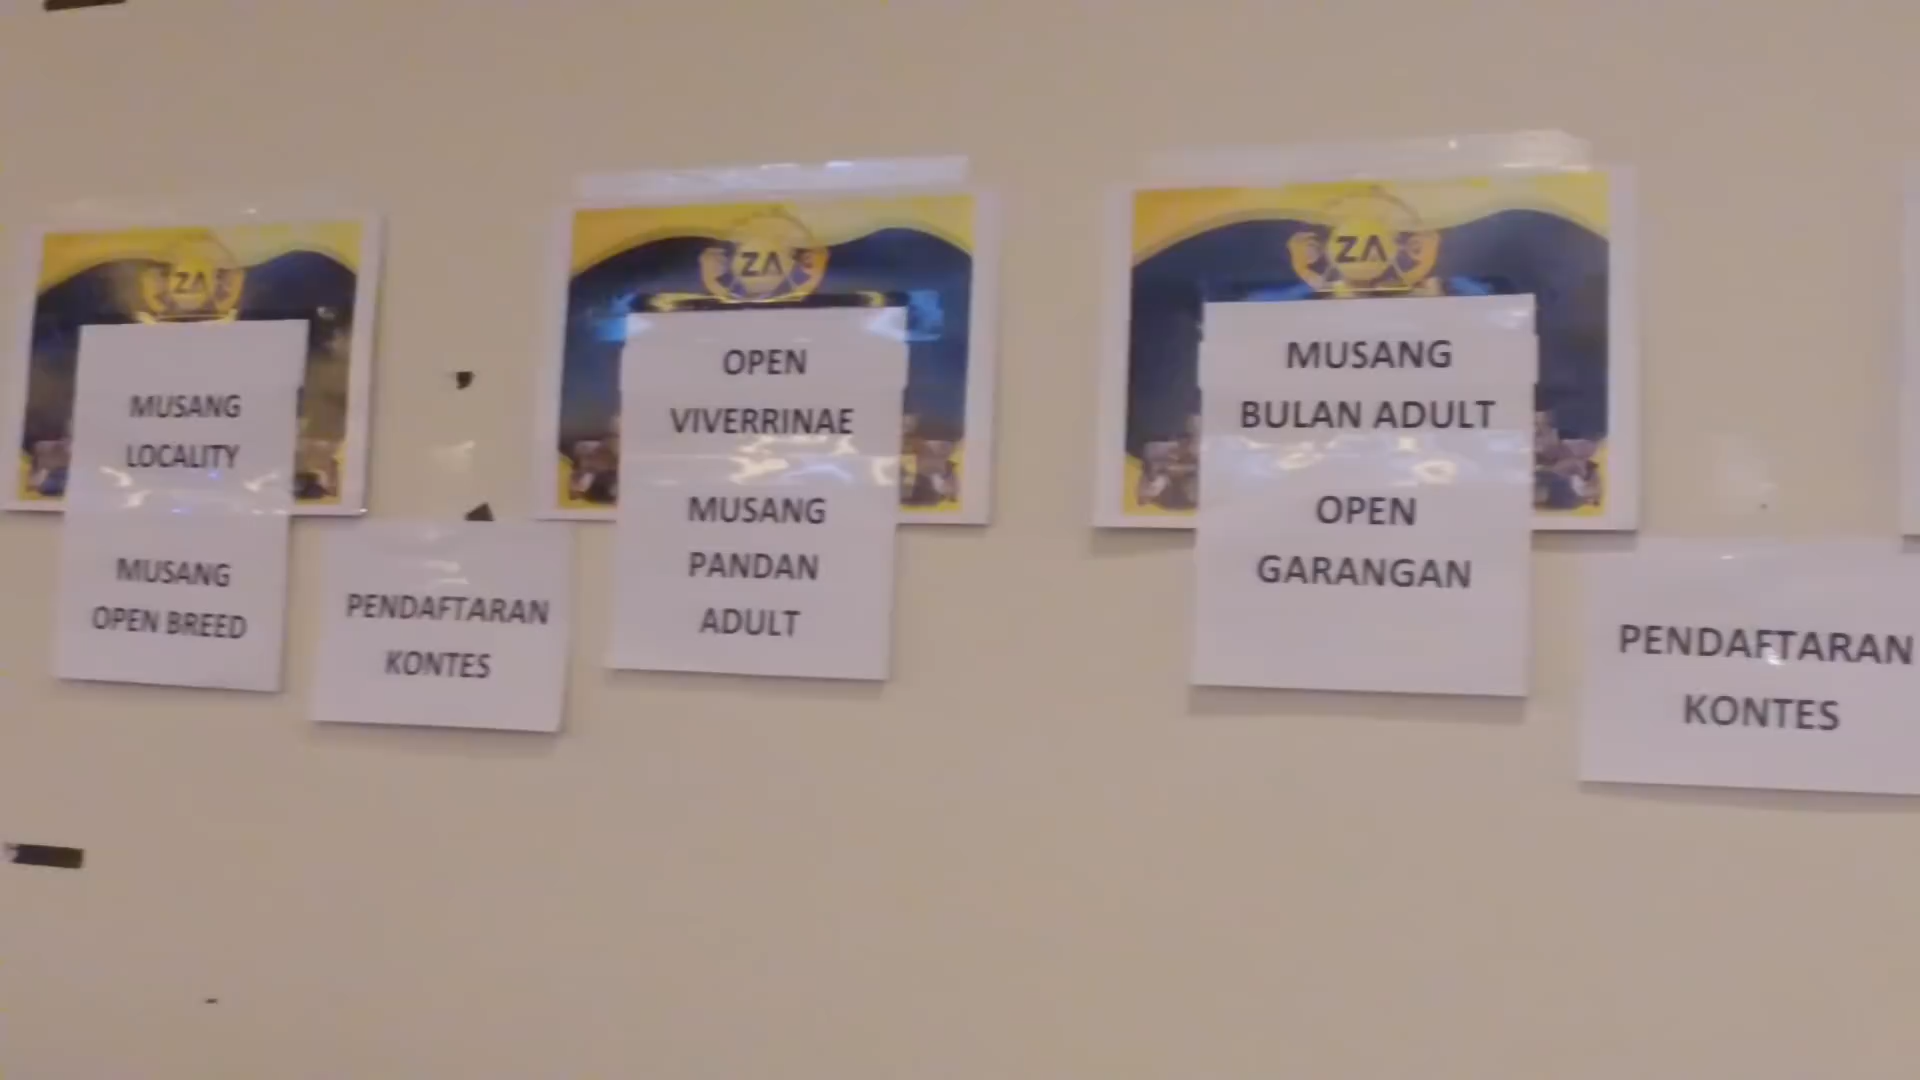 ZA
MUSANG
LOCALITY
MUSANG
OPEN BREED
PENDAFTARAN
KONTES
ZA
OPEN
VIVERRINAE
MUSANG
PANDAN
ADULT
ZA
MUSANG
BULAN ADULT
OPEN
GARANGAN
PENDAFTARAN
KONTES